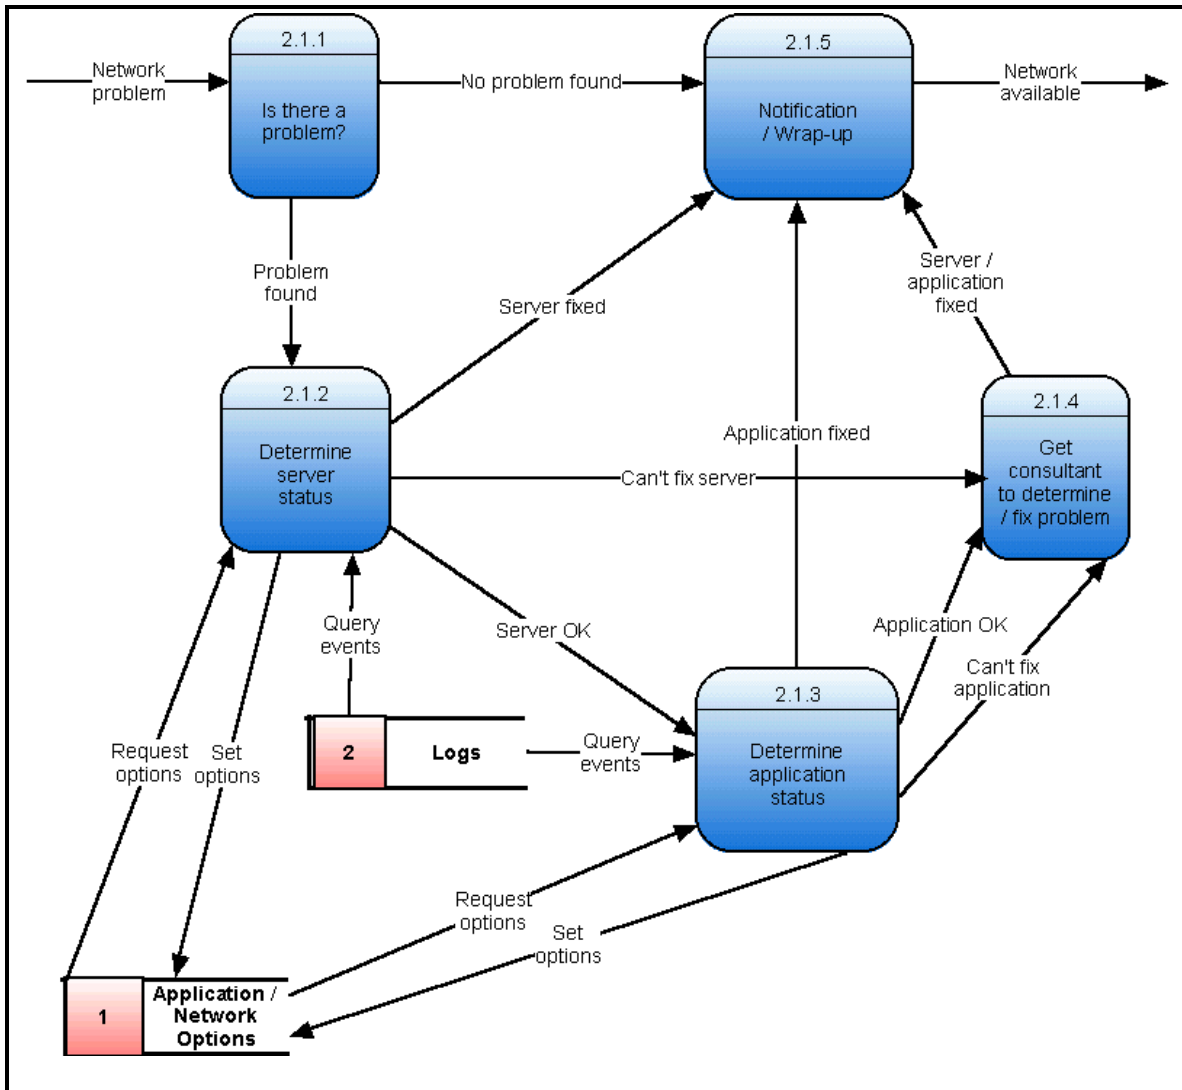 2.1.1
Is there a
problem?
2.1.5
Notification
/ Wrap-up
Network
problem
No problem found
Network
available
Problem
found
Server fixed
Server /
application
fixed
2.1.2
Determine
server
status
2.1.4
Get
consultant
to determine
/ fix problem
Application fixed
Can't fix server
Query
events
Server OK
Application OK
Can't fix
application
2.1.3
Determine
application
status
Request
options
Set
options
2
Logs
Query
events
Request
options
Set
options
1
Application /
Network
Options